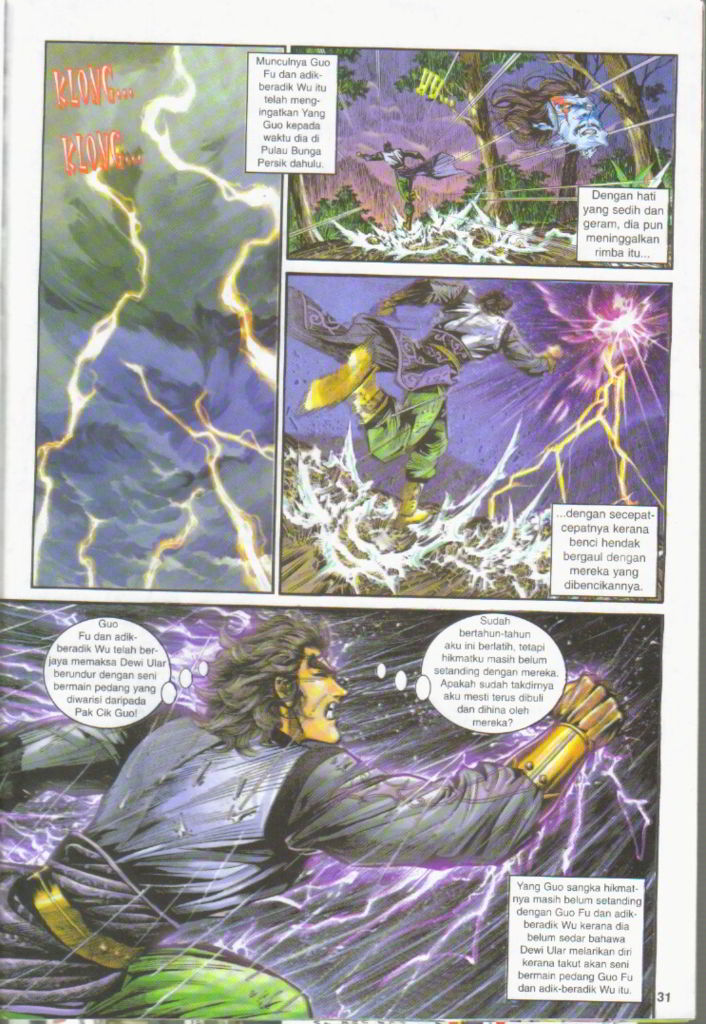 KLONG...
KLONG...
Munculnya Guo
Fu dan adik-
beradik Wu itu
telah meng-
ingatkan Yang
Guo kepada
waktu dia di
Pulau Bunga
Persik dahulu.
Dengan hati
yang sedih dan
geram, dia pun
meninggalkan
rimba itu...
...dengan secepat-
cepatnya kerana
benci hendak
bergaul dengan
mereka yang
dibencikannya.
Guo
Fu dan adik-
beradik Wu telah ber-
jaya memaksa Dewi Ular
berundur dengan seni
bermain pedang yang
diwarisi daripada
Pak Cik Guo!
Sudah
bertahun-tahun
aku ini berlatih, tetapi
hikmatku masih belum
setanding dengan mereka.
Apakah sudah takdirnya
aku mesti terus dibuli
dan dihina oleh
mereka?
Yang Guo sangka hikmat-
nya masih belum setanding
dengan Guo Fu dan adik-
beradik Wu kerana dia
belum sedar bahawa
Dewi Ular melarikan diri
kerana takut akan seni
bermain pedang Guo Fu
dan adik-beradik Wu itu.
31